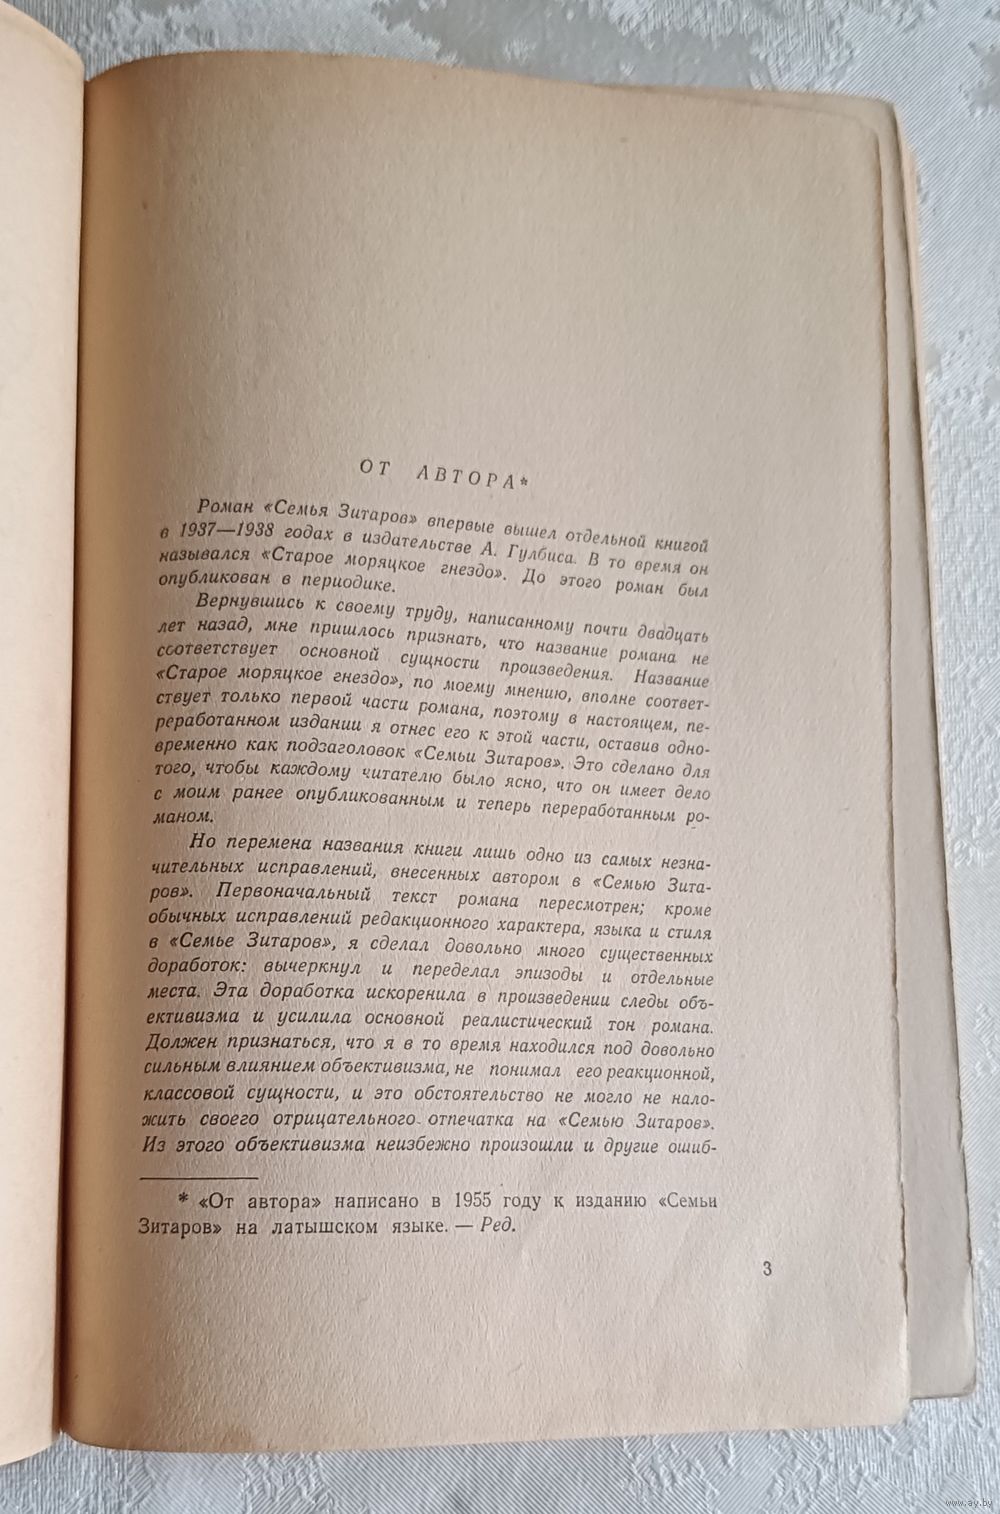 ОТ АВТОРА*
Роман «Семья Зитаров» впервые вышел отдельной книгой
в 1937—1938 годах в издательстве А. Гулбиса. В то время он
назывался «Старое моряцкое гнездо». До этого роман был
опубликован в периодике.
Вернувшись к своему труду, написанному почти двадцать
лет назад, мне пришлось признать, что название романа не
соответствует основной сущности произведения. Название
«Старое моряцкое гнездо», по моему мнению, вполне соответ-
ствует только первой части романа, поэтому в настоящем, пе-
реработанном издании я отнес его к этой части, оставив одно-
временно как подзаголовок «Семьи Зитаров». Это сделано для
того, чтобы каждому читателю было ясно, что он имеет дело
с моим ранее опубликованным и теперь переработанным ро-
маном.
Но перемена названия книги лишь одно из самых незна-
чительных исправлений, внесенных автором в «Семью Зита-
ров». Первоначальный текст романа пересмотрен; кроме
обычных исправлений редакционного характера, языка и стиля
в «Семье Зитаров», я сделал довольно много существенных
доработок: вычеркнул и переделал эпизоды и отдельные
места. Эта доработка искоренила в произведении следы объ-
ективизма и усилила основной реалистический тон романа.
Должен признаться, что я в то время находился под довольно
сильным влиянием объективизма, не понимал его реакционной,
классовой сущности, и это обстоятельство не могло не нало-
жить своего отрицательного отпечатка на «Семью Зитаров».
Из этого объективизма неизбежно произошли и другие ошиб-
* «От автора» написано в 1955 году к изданию «Семьи
Зитаров» на латышском языке. — Ред.
3
www.ay.by